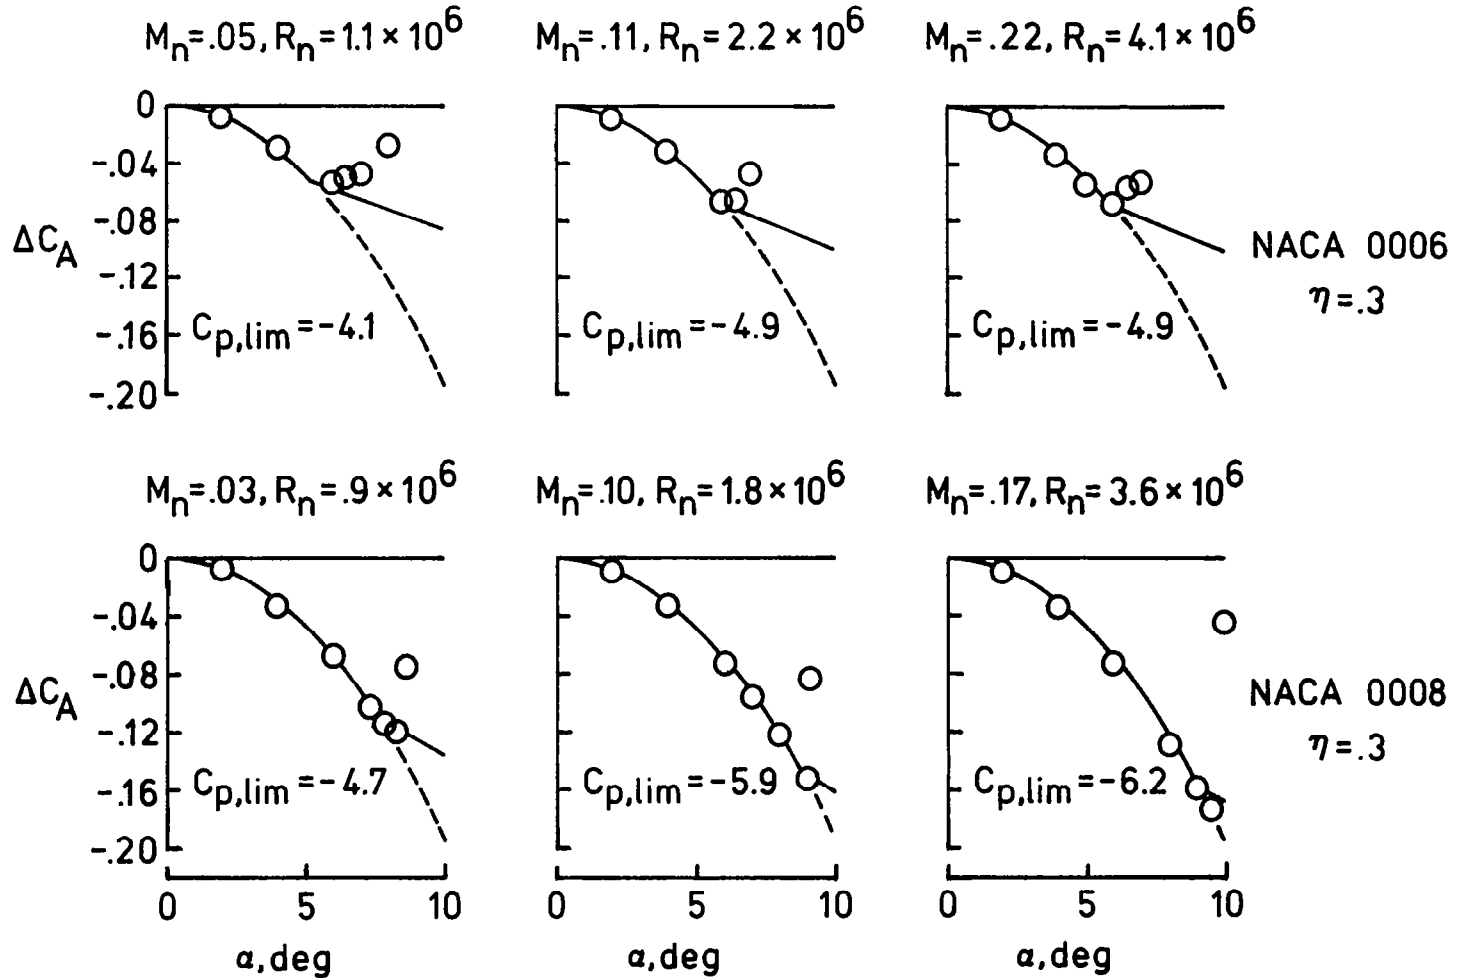 Mn=.05, Rn=1.1×10^6
Mn=.11, Rn=2.2×10^6
Mn=.22, Rn=4.1×10^6
0
-.04
-.08
-.12
-.16
-.20
ΔCA
Cp,lim=-4.1
Cp,lim=-4.9
Cp,lim=-4.9
NACA 0006
η=.3
Mn=.03, Rn=.9×10^6
Mn=.10, Rn=1.8×10^6
Mn=.17, Rn=3.6×10^6
0
-.04
-.08
-.12
-.16
-.20
ΔCA
Cp,lim=-4.7
Cp,lim=-5.9
Cp,lim=-6.2
NACA 0008
η=.3
0 5 10
0 5 10
0 5 10
α,deg
α,deg
α,deg